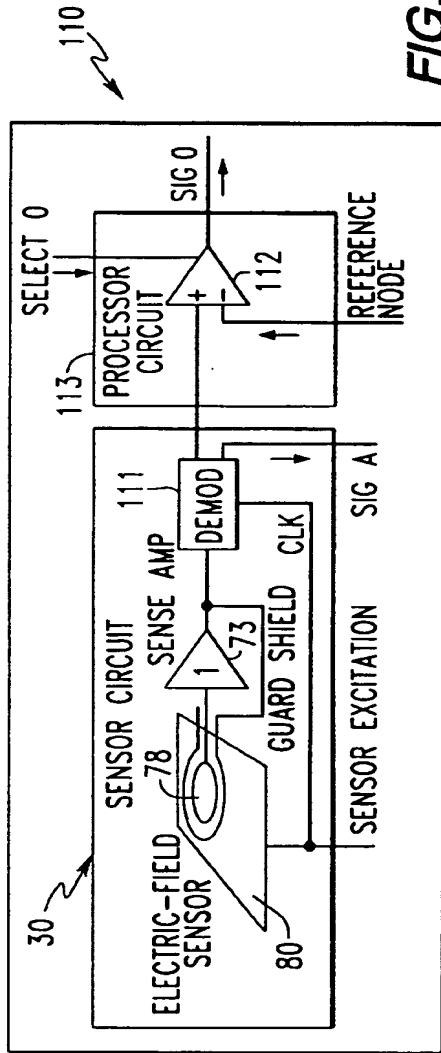 110
30
SENSOR CIRCUIT
78
ELECTRIC-FIELD
SENSOR
80
1
73
SENSE AMP
GUARD SHIELD
111
DEMOD
CLK
SENSOR EXCITATION
SIG A
113
PROCESSOR
CIRCUIT
SELECT 0
+
-
112
SIG 0
REFERENCE
NODE
FIG.